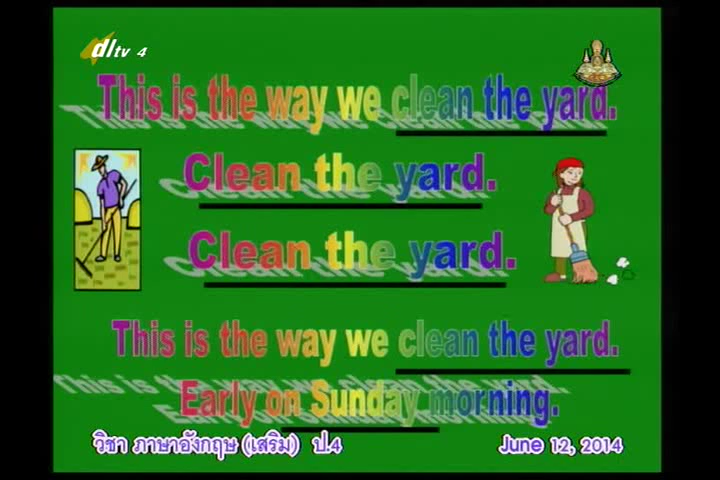 dltv 4
This is the way we clean the yard.
Clean the yard.
Clean the yard.
This is the way we clean the yard.
Early on Sunday morning.
วิชา ภาษาอังกฤษ (เสริม) ป.4
June 12, 2014